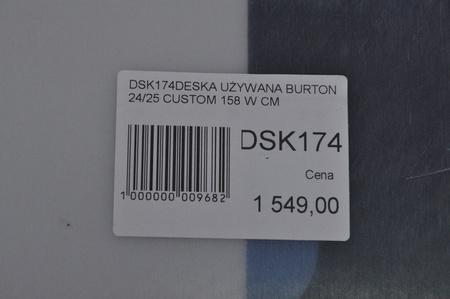 DSK174DESKA UŻYWANA BURTON
24/25 CUSTOM 158 W CM
DSK174
Cena
1 549,00
1 000000 009682